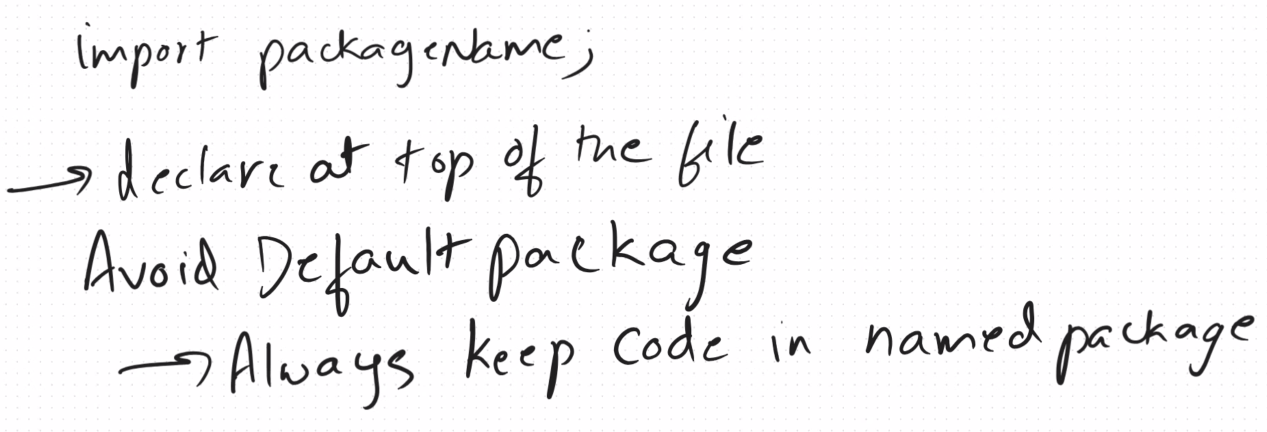 import packageName;
→ declare at top of the file
Avoid Default package
→ Always keep code in named package